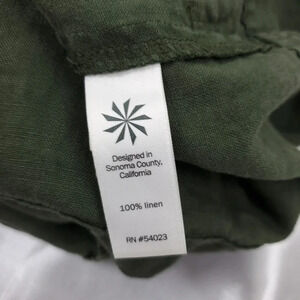 Designed in
Sonoma County,
California
100% linen
RN #54023